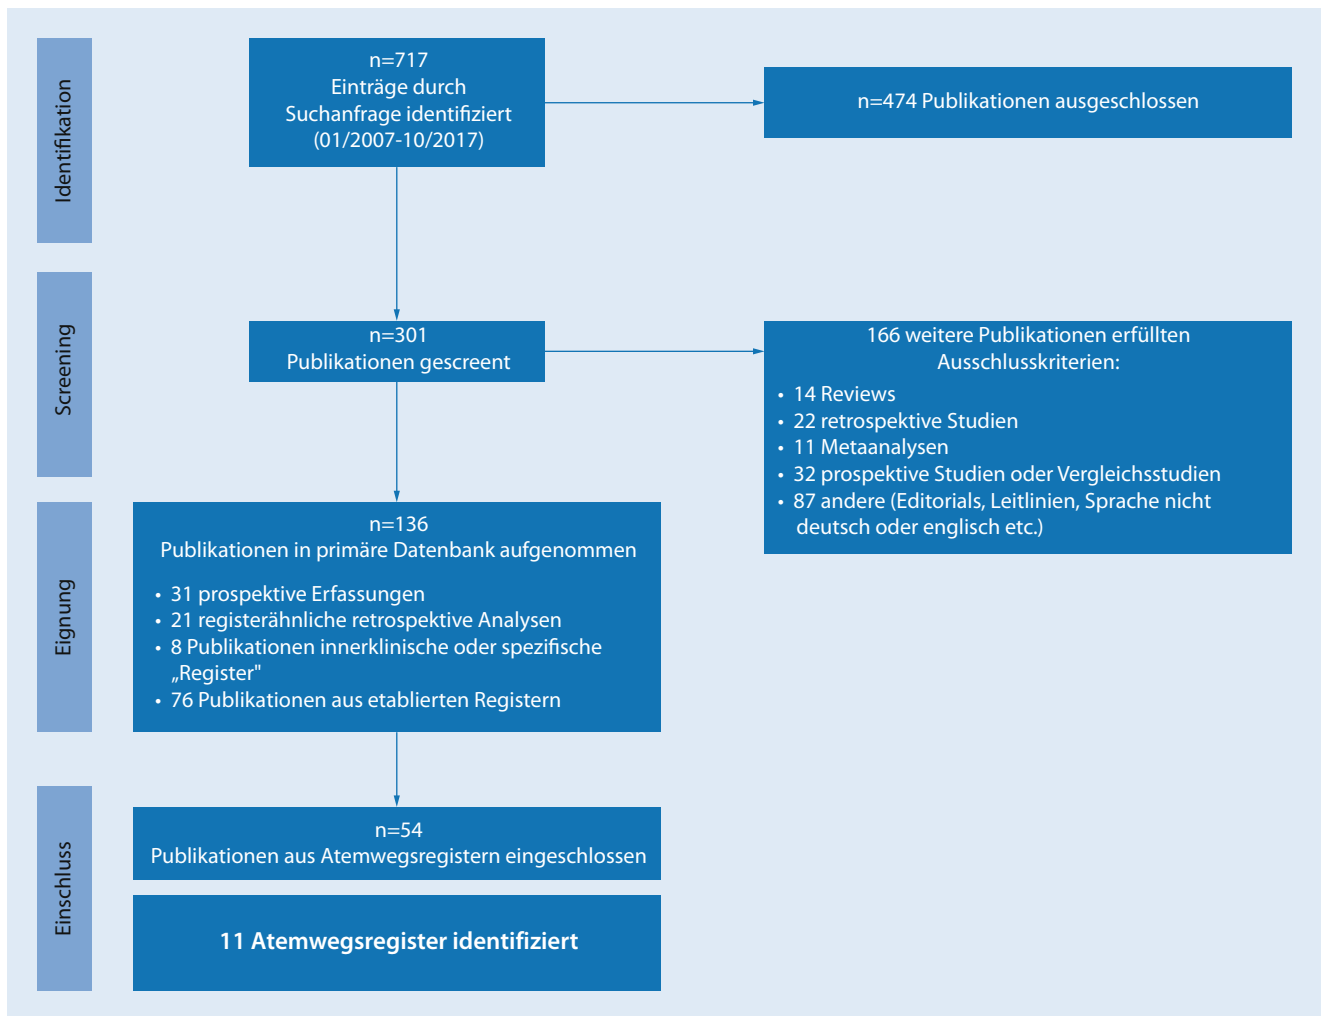 Identifikation
n=717
Einträge durch
Suchanfrage identifiziert
(01/2007-10/2017)
n=474 Publikationen ausgeschlossen
Screening
n=301
Publikationen gescreent
166 weitere Publikationen erfüllten
Ausschlusskriterien:
• 14 Reviews
• 22 retrospektive Studien
• 11 Metaanalysen
• 32 prospektive Studien oder Vergleichsstudien
• 87 andere (Editorials, Leitlinien, Sprache nicht
deutsch oder englisch etc.)
Eignung
n=136
Publikationen in primäre Datenbank aufgenommen
• 31 prospektive Erfassungen
• 21 registerähnliche retrospektive Analysen
• 8 Publikationen innerklinische oder spezifische
„Register"
• 76 Publikationen aus etablierten Registern
Einschluss
n=54
Publikationen aus Atemwegsregistern eingeschlossen
11 Atemwegsregister identifiziert